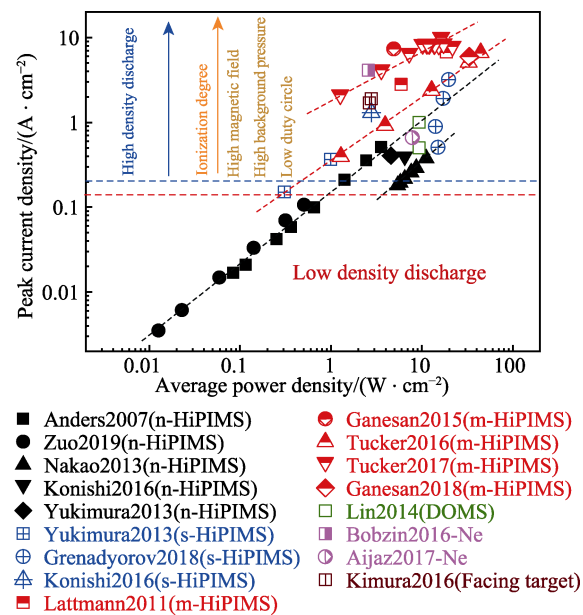 Peak current density/(A · cm⁻²)
10
1
0.1
0.01
High density discharge
Ionization degree
High magnetic field
High background pressure
Low duty circle
Low density discharge
0.01 0.1 1 10 100
Average power density/(W · cm⁻²)
Anders2007(n-HiPIMS)
Zuo2019(n-HiPIMS)
Nakao2013(n-HiPIMS)
Konishi2016(n-HiPIMS)
Yukimura2013(n-HiPIMS)
Yukimura2013(s-HiPIMS)
Grenadyorov2018(s-HiPIMS)
Konishi2016(s-HiPIMS)
Lattmann2011(m-HiPIMS)
Ganesan2015(m-HiPIMS)
Tucker2016(m-HiPIMS)
Tucker2017(m-HiPIMS)
Ganesan2018(m-HiPIMS)
Lin2014(DOMS)
Bobzin2016-Ne
Aijaz2017-Ne
Kimura2016(Facing target)